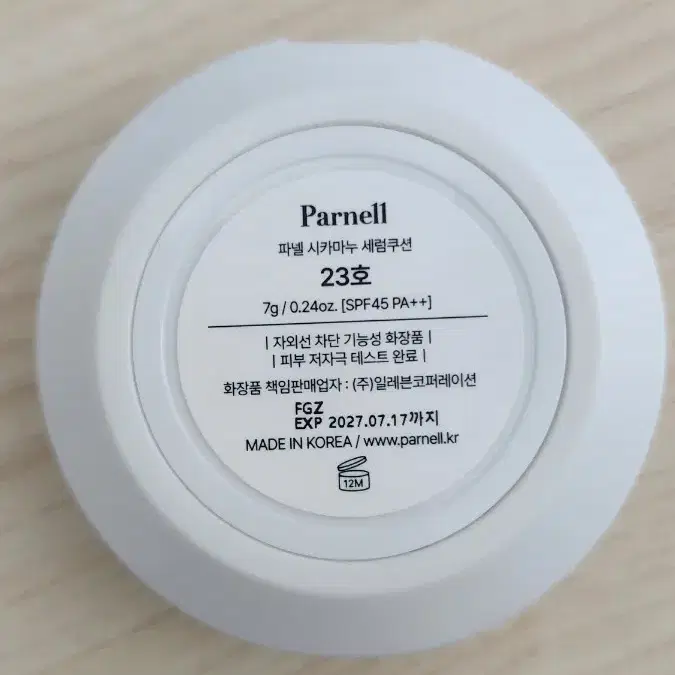 Parnell
파넬 시카마누 세럼쿠션
23호
7g / 0.24oz. [SPF45 PA++]
| 자외선 차단 기능성 화장품 |
| 피부 저자극 테스트 완료 |
화장품 책임판매업자 : (주)일레븐코퍼레이션
FGZ
EXP 2027.07.17까지
MADE IN KOREA / www.parnell.kr
12M